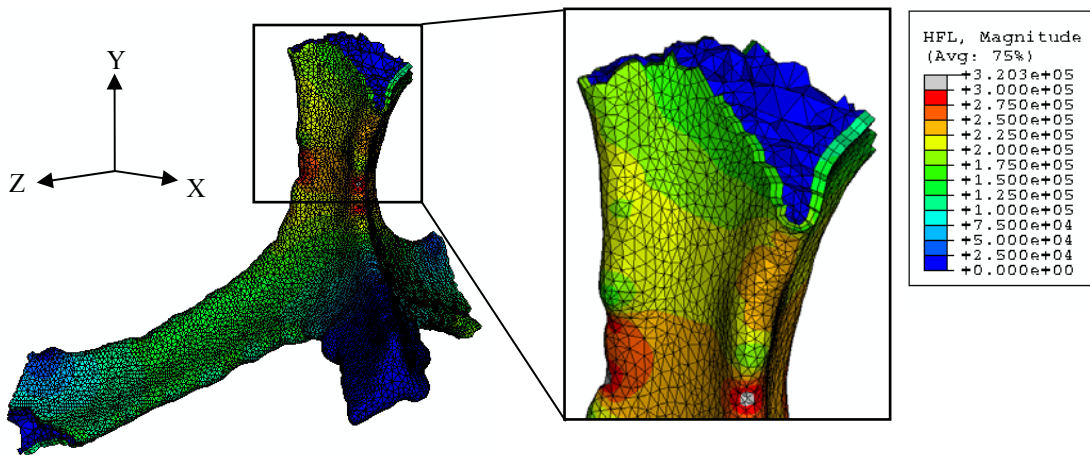 Y
Z
X
HFL, Magnitude
(Avg: 75%)
+3.203e+05
+3.000e+05
+2.750e+05
+2.500e+05
+2.250e+05
+2.000e+05
+1.750e+05
+1.500e+05
+1.250e+05
+1.000e+05
+7.500e+04
+5.000e+04
+2.500e+04
+0.000e+00